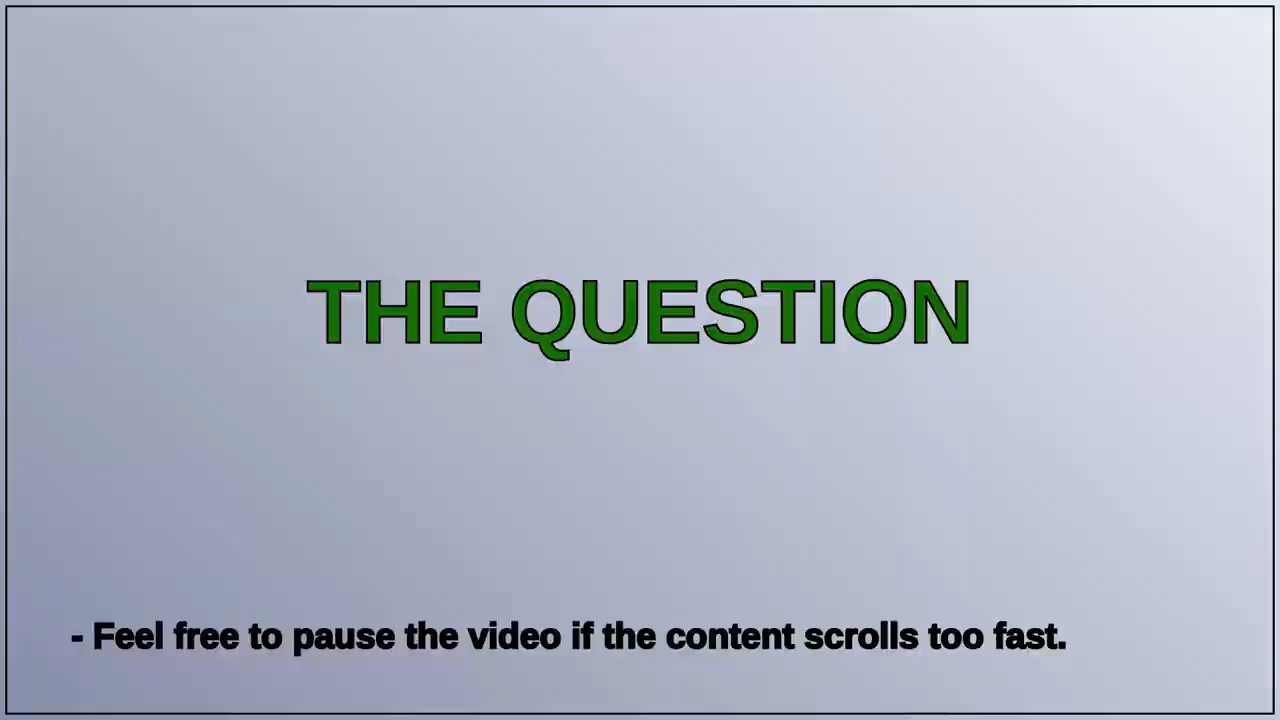 THE QUESTION
- Feel free to pause the video if the content scrolls too fast.